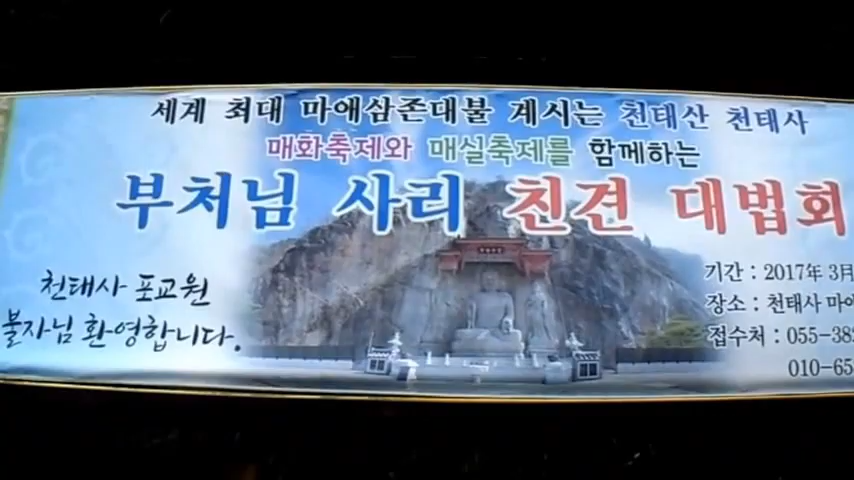 세계 최대 마애삼존대불 계시는 천태산 천태사
매화축제와 매실축제를 함께하는
부처님 사리 친견 대법회
천태사 포교원
불자님 환영합니다.
기간 : 2017年 3月
장소 : 천태사 마애
접수처 : 055-38
010-65